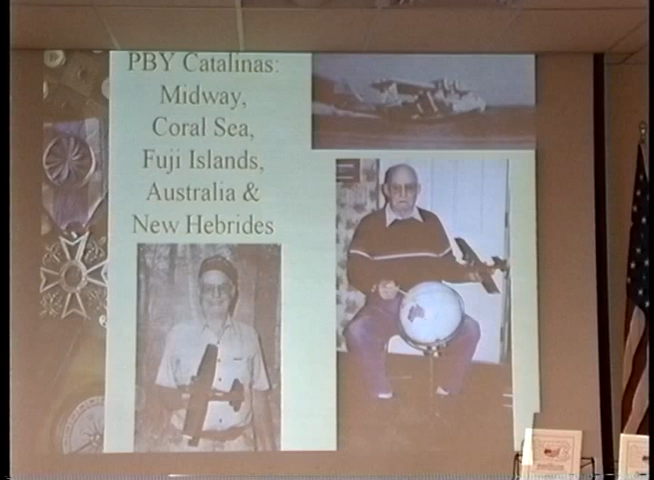 PBY Catalinas:
Midway,
Coral Sea,
Fuji Islands,
Australia &
New Hebrides